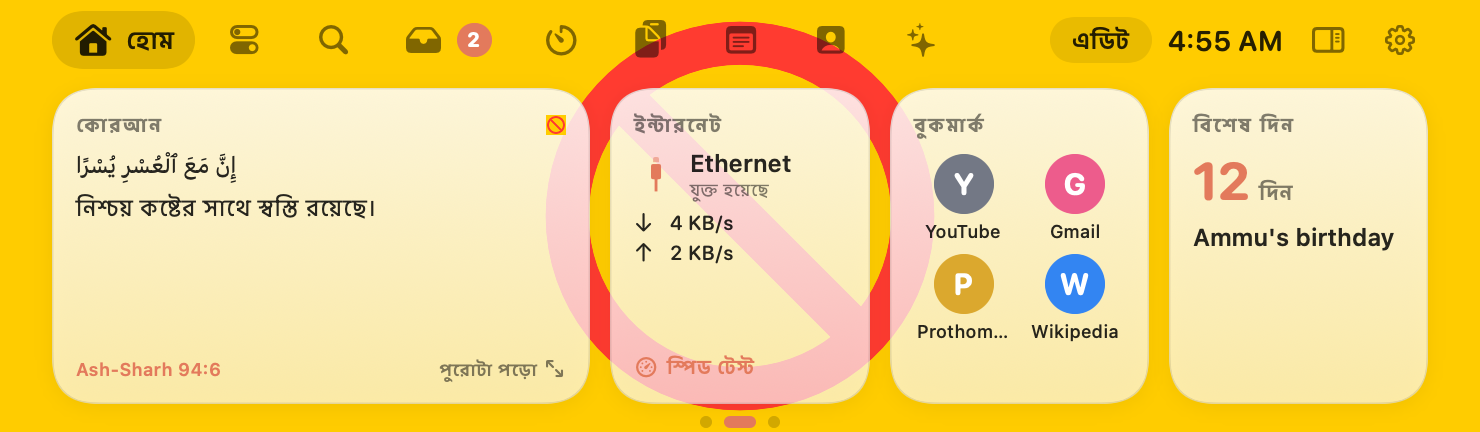 হোম
2
এডিট
4:55 AM
কোরআন
إِنَّ مَعَ ٱلْعُسْرِ يُسْرًا
নিশ্চয় কষ্টের সাথে স্বস্তি রয়েছে।
Ash-Sharh 94:6
পুরোটা পড়ো
ইন্টারনেট
Ethernet
যুক্ত হয়েছে
4 KB/s
2 KB/s
স্পিড টেস্ট
বুকমার্ক
Y
G
YouTube
Gmail
P
W
Prothom...
Wikipedia
বিশেষ দিন
12 দিন
Ammu's birthday